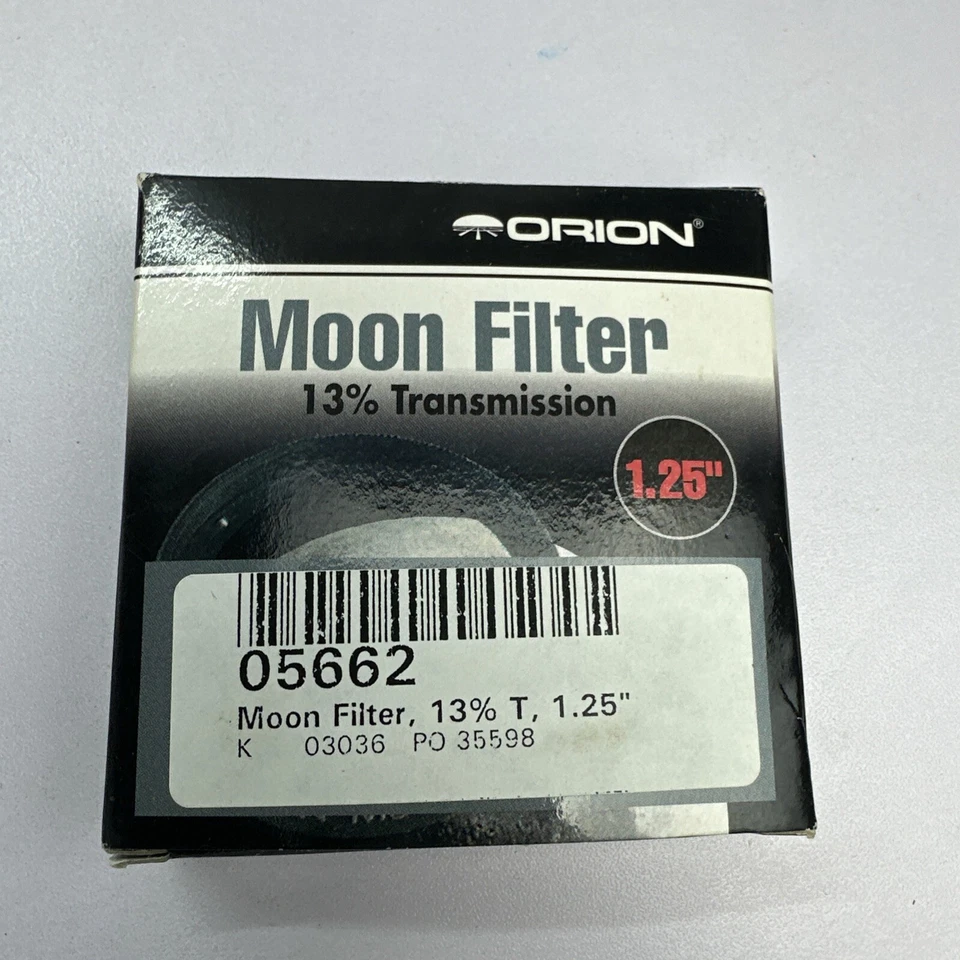 ORION®
Moon Filter
13% Transmission
1.25"
05662
Moon Filter, 13% T, 1.25"
K 03036 PO 35598